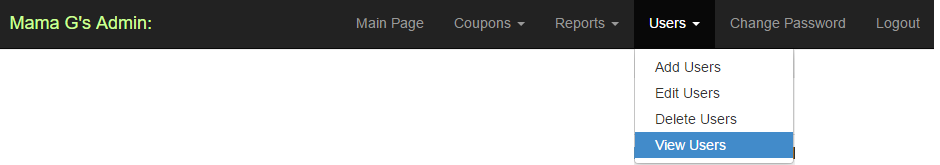 Mama G's Admin: Main Page Coupons Reports Users Change Password Logout
Add Users
Edit Users
Delete Users
View Users